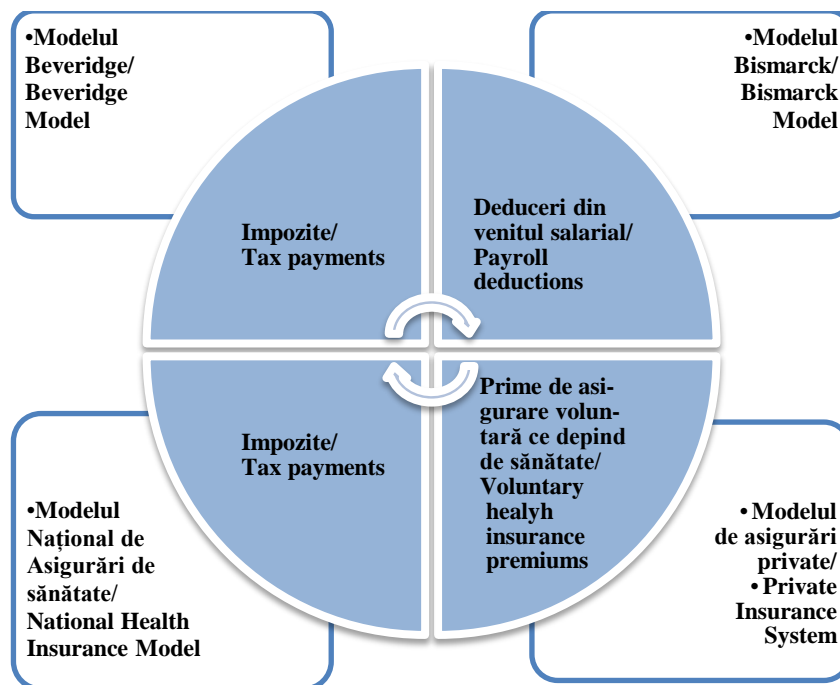 •Modelul
Beveridge/
Beveridge
Model
•Modelul
Bismarck/
Bismarck
Model
Impozite/
Tax payments
Deduceri din
venitul salarial/
Payroll
deductions
Impozite/
Tax payments
Prime de asi-
gurare volun-
tară ce depind
de sănătate/
Voluntary
healyh
insurance
premiums
•Modelul
Național de
Asigurări de
sănătate/
National Health
Insurance Model
•Modelul
de asigurări
private/
•Private
Insurance
System